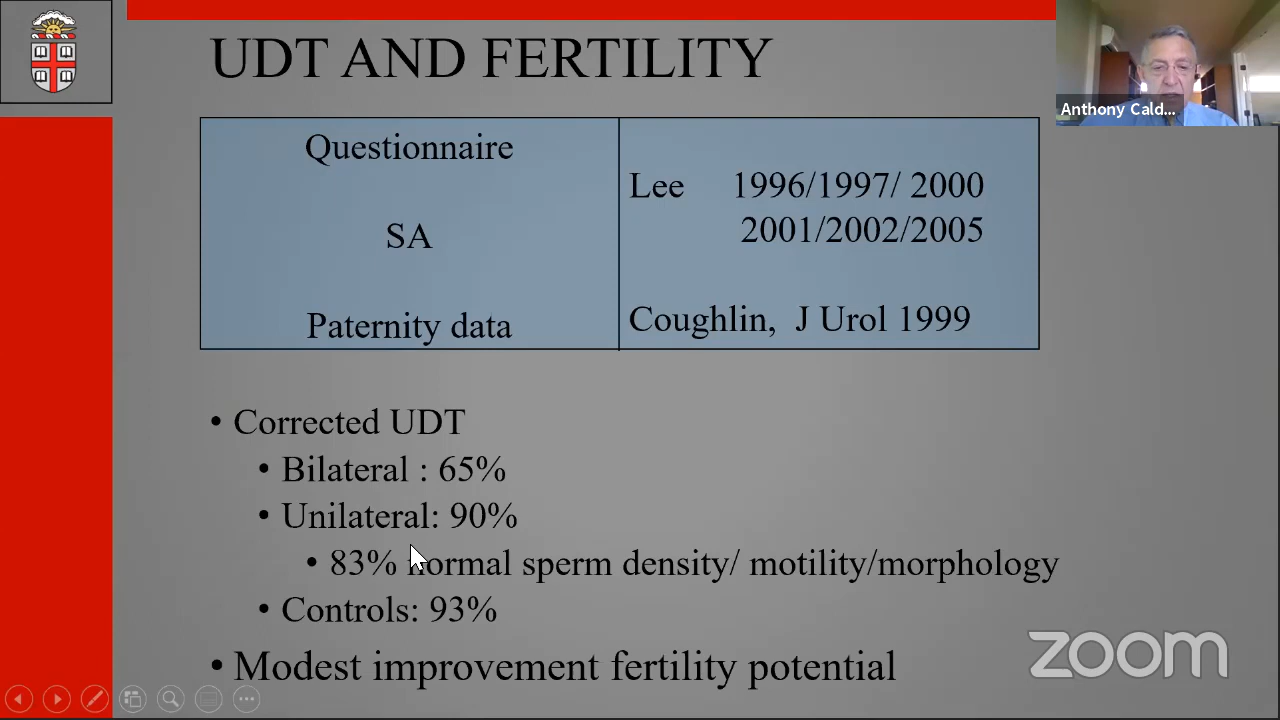 UDT AND FERTILITY
Anthony Cald...
Questionnaire
SA
Paternity data
Lee 1996/1997/ 2000
2001/2002/2005
Coughlin, J Urol 1999
• Corrected UDT
• Bilateral : 65%
• Unilateral: 90%
• 83% normal sperm density/ motility/morphology
• Controls: 93%
• Modest improvement fertility potential
zoom